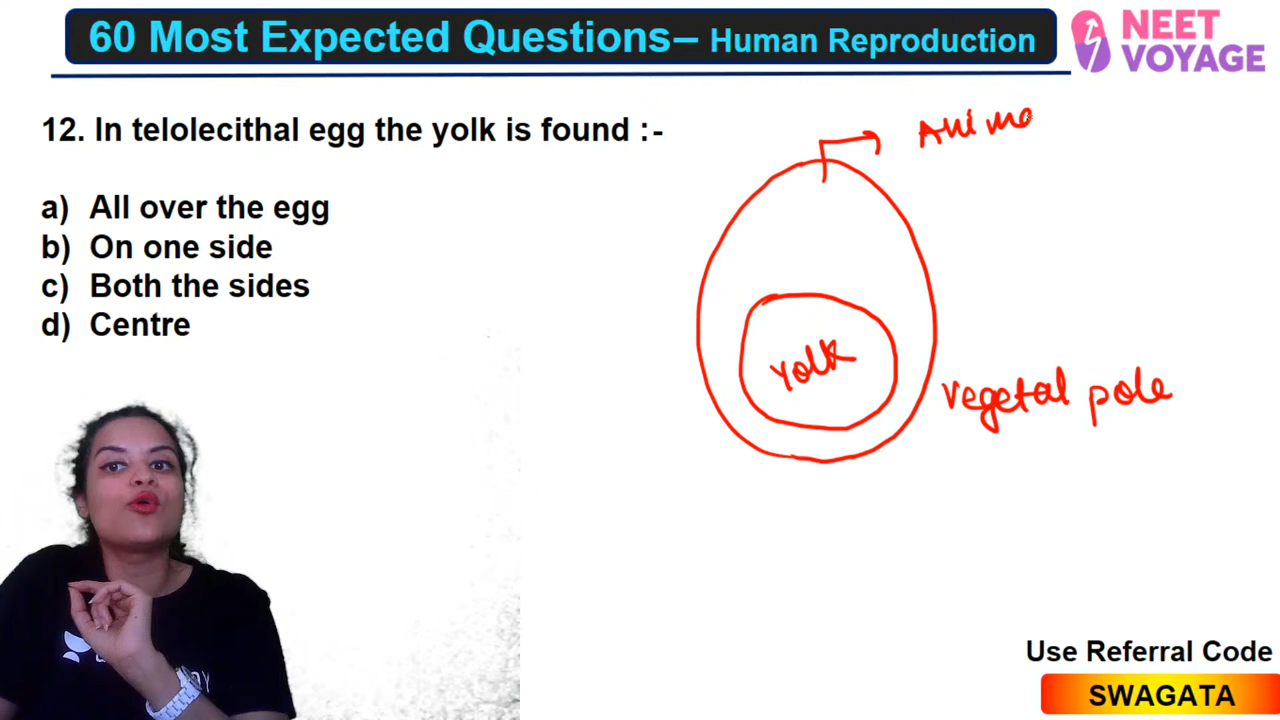 60 Most Expected Questions– Human Reproduction
NEET
VOYAGE
12. In telolecithal egg the yolk is found :-
Anima
a) All over the egg
b) On one side
c) Both the sides
d) Centre
Yolk
vegetal pole
Use Referral Code
SWAGATA